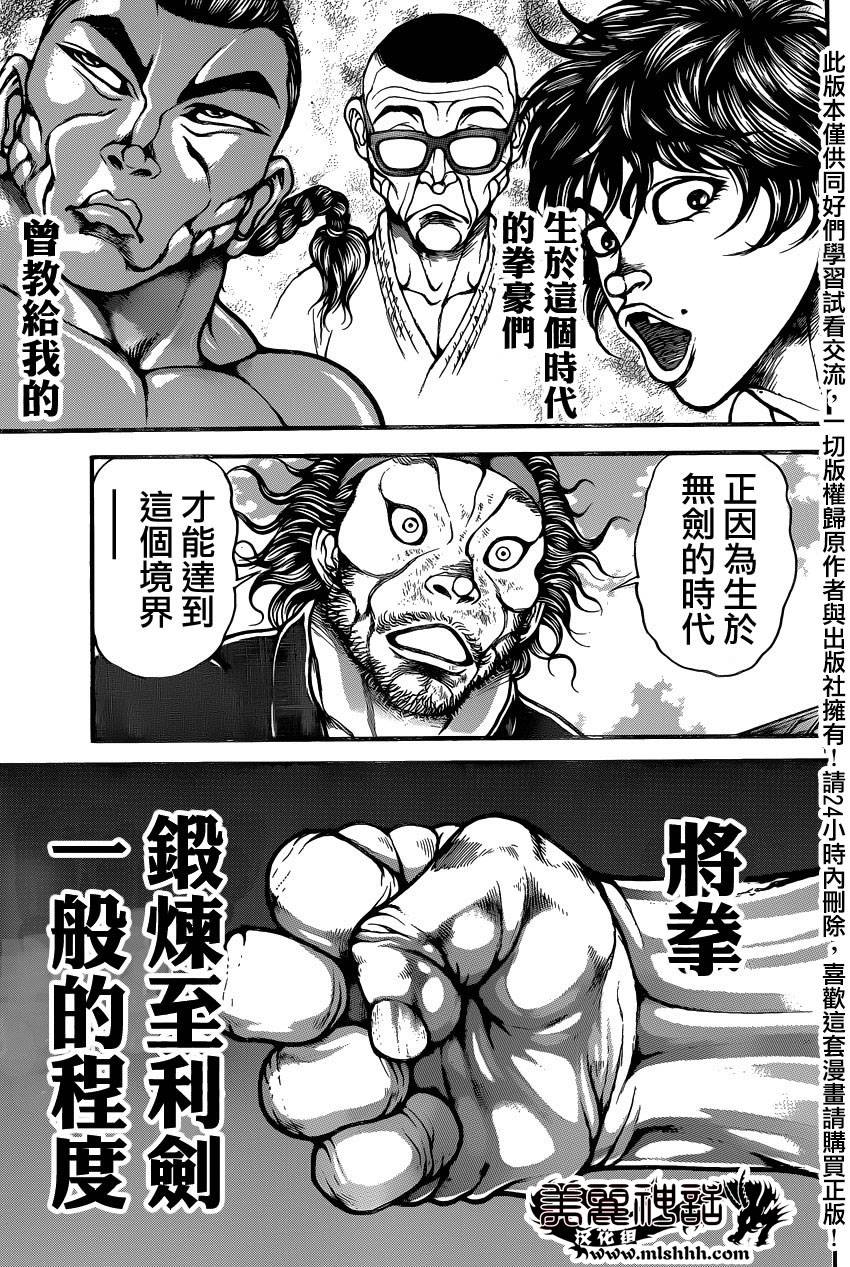 生於這個時代
的拳豪們
曾教給我的
正因為生於
無劍的時代
才能達到
這個境界
——
將拳
鍛煉至利劍
一般的程度
此版本僅供同好們學習試看交流，一切版權歸原作者與出版社擁有！請24小時內刪除，喜歡這套漫畫請購買正版！
美麗神話
汉化组
www.mlshhh.com